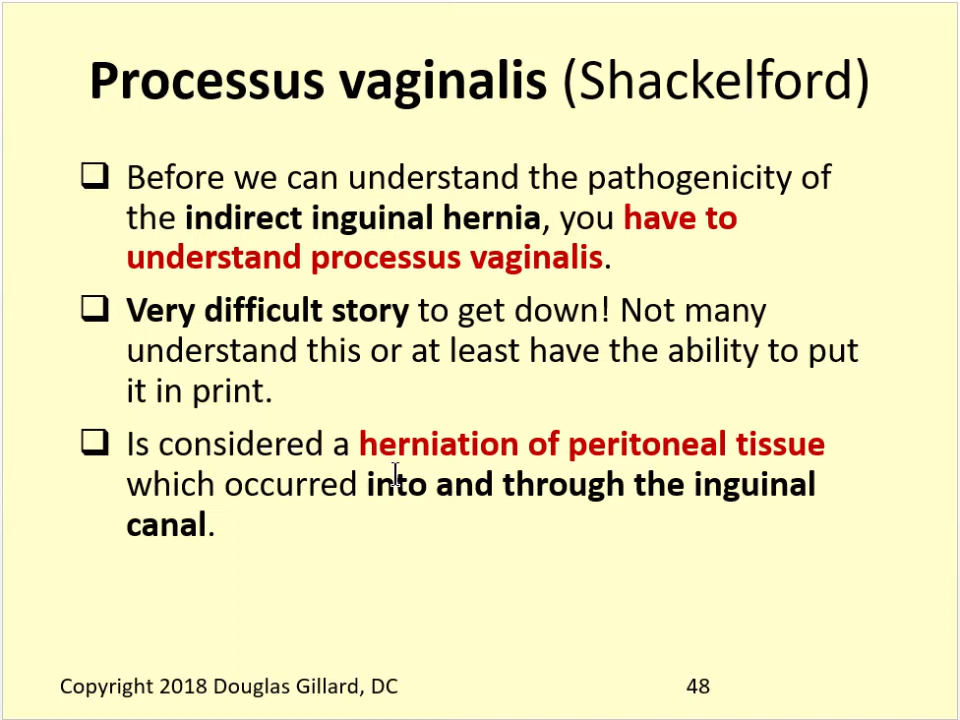 Processus vaginalis (Shackelford)
❑ Before we can understand the pathogenicity of
the indirect inguinal hernia, you have to
understand processus vaginalis.
❑ Very difficult story to get down! Not many
understand this or at least have the ability to put
it in print.
❑ Is considered a herniation of peritoneal tissue
which occurred into and through the inguinal
canal.
Copyright 2018 Douglas Gillard, DC 48